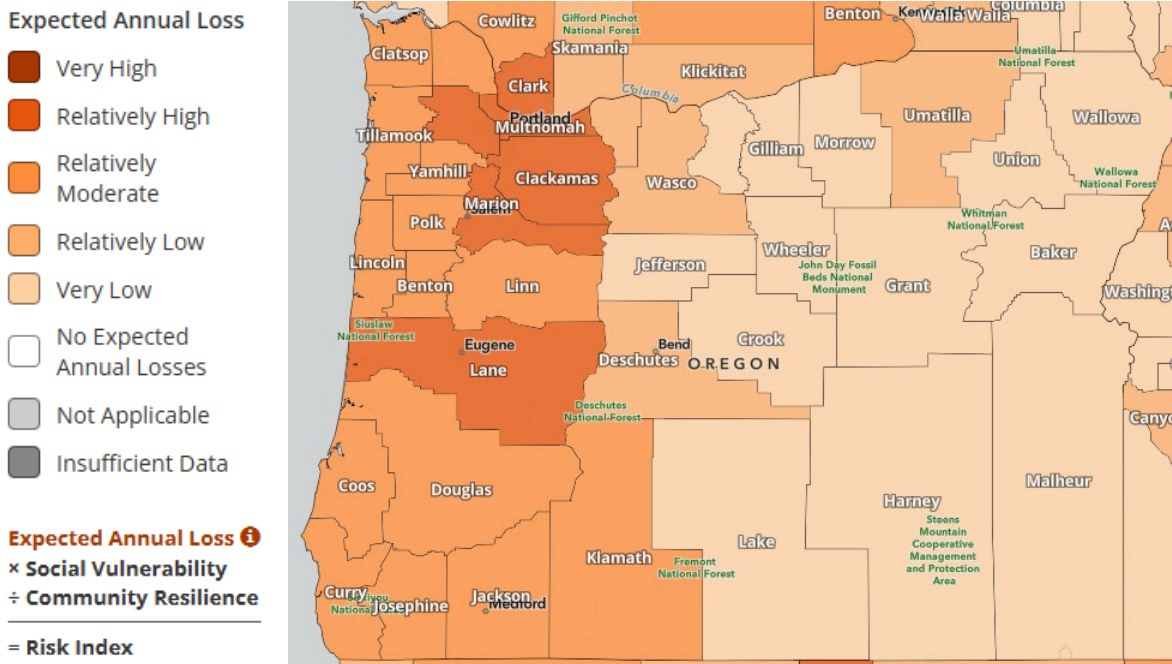 Expected Annual Loss
Very High
Relatively High
Relatively
Moderate
Relatively Low
Very Low
No Expected
Annual Losses
Not Applicable
Insufficient Data
Expected Annual Loss
× Social Vulnerability
÷ Community Resilience
= Risk Index
Cowlitz
Gifford Pinchot
National Forest
Skamania
Benton
Walla Walla
Columbia
Clatsop
Clark
Klickitat
Umatilla
National Forest
Columbia
Portland
Multnomah
Tillamook
Umatilla
Wallowa
Gilliam
Morrow
Union
Yamhill
Clackamas
Wasco
Wallowa
National Forest
Marion
Salem
Polk
Whitman
National Forest
Lincoln
Jefferson
Wheeler
John Day Fossil
Beds National
Monument
Baker
Benton
Linn
Grant
Washing
Siuslaw
National Forest
Eugene
Lane
Bend
Deschutes
Crook
OREGON
Deschutes
National Forest
Canyo
Coos
Douglas
Malheur
Harney
Steens
Mountain
Cooperative
Management
and Protection
Area
Klamath
Lake
Fremont
National Forest
Curry
Josephine
Jackson
Medford